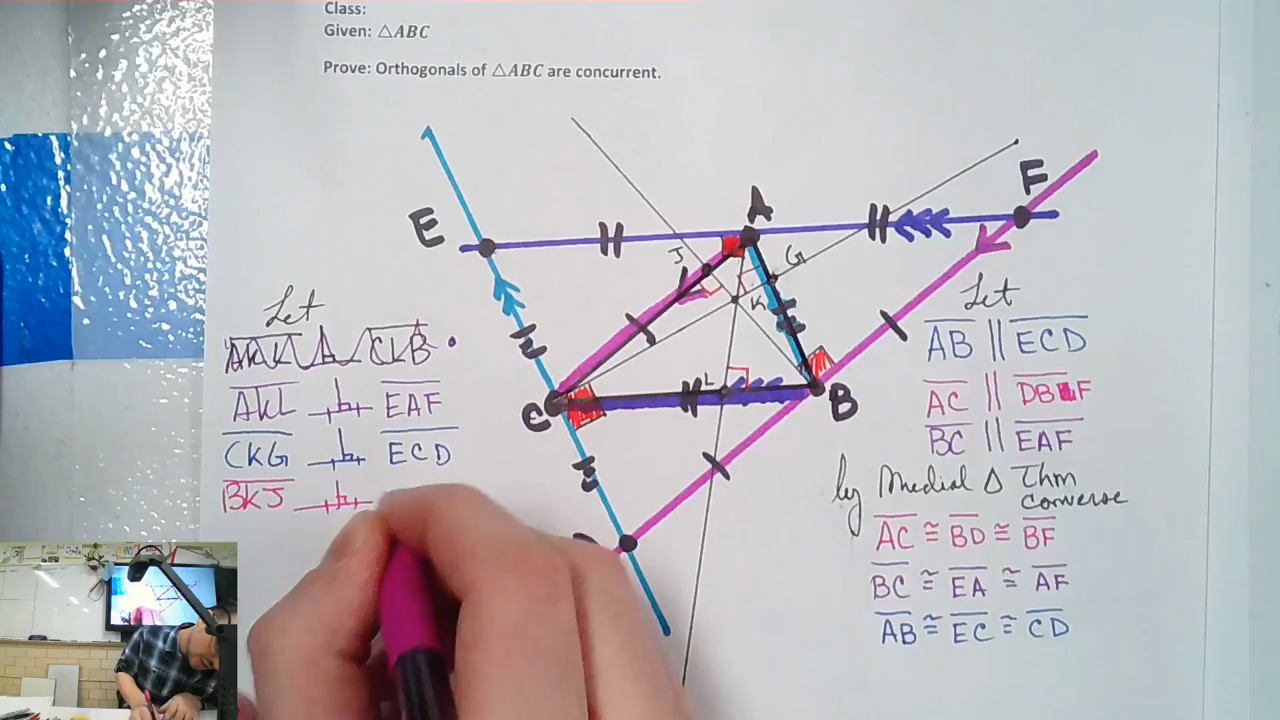 Class:
Given: △ABC
Prove: Orthogonals of △ABC are concurrent.
E
A
F
J
G
K
L
C
B
Let
AKL ⊥ EAF
CKG ⊥ ECD
BKJ ⊥
Let
AB || ECD
AC || DBF
BC || EAF
by Medial △ Thm
converse
AC ≅ BD ≅ BF
BC ≅ EA ≅ AF
AB ≅ EC ≅ CD